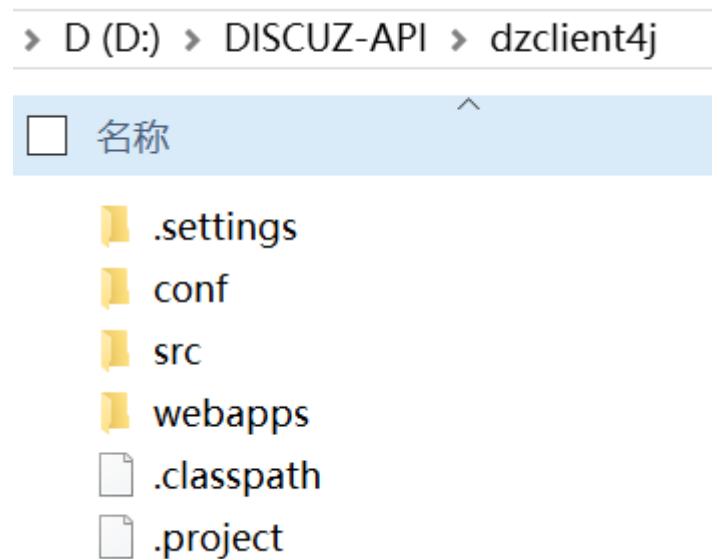 > D (D:) > DISCUZ-API > dzclient4j
名称
.settings
conf
src
webapps
.classpath
.project